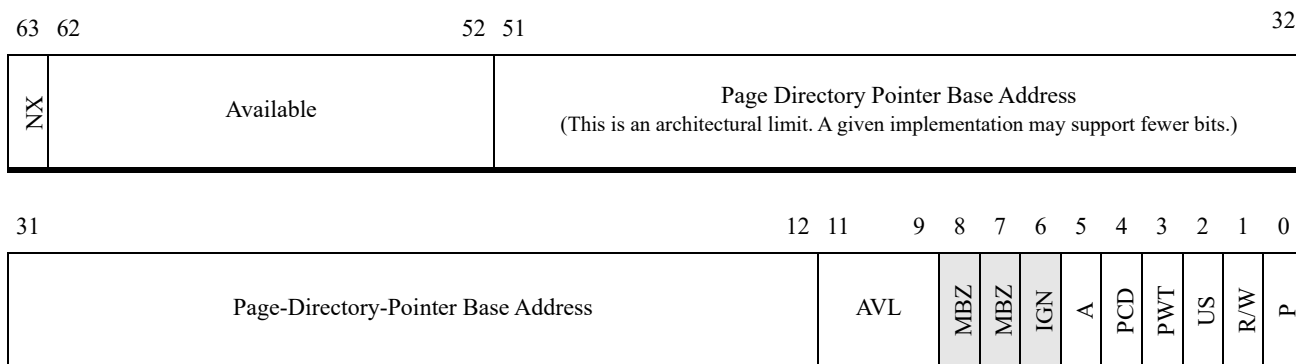 63 62 52 51 32
NX
Available
Page Directory Pointer Base Address
(This is an architectural limit. A given implementation may support fewer bits.)
31 12 11 9 8 7 6 5 4 3 2 1 0
Page-Directory-Pointer Base Address
AVL
MBZ
MBZ
IGN
A
PCD
PWT
US
R/W
P